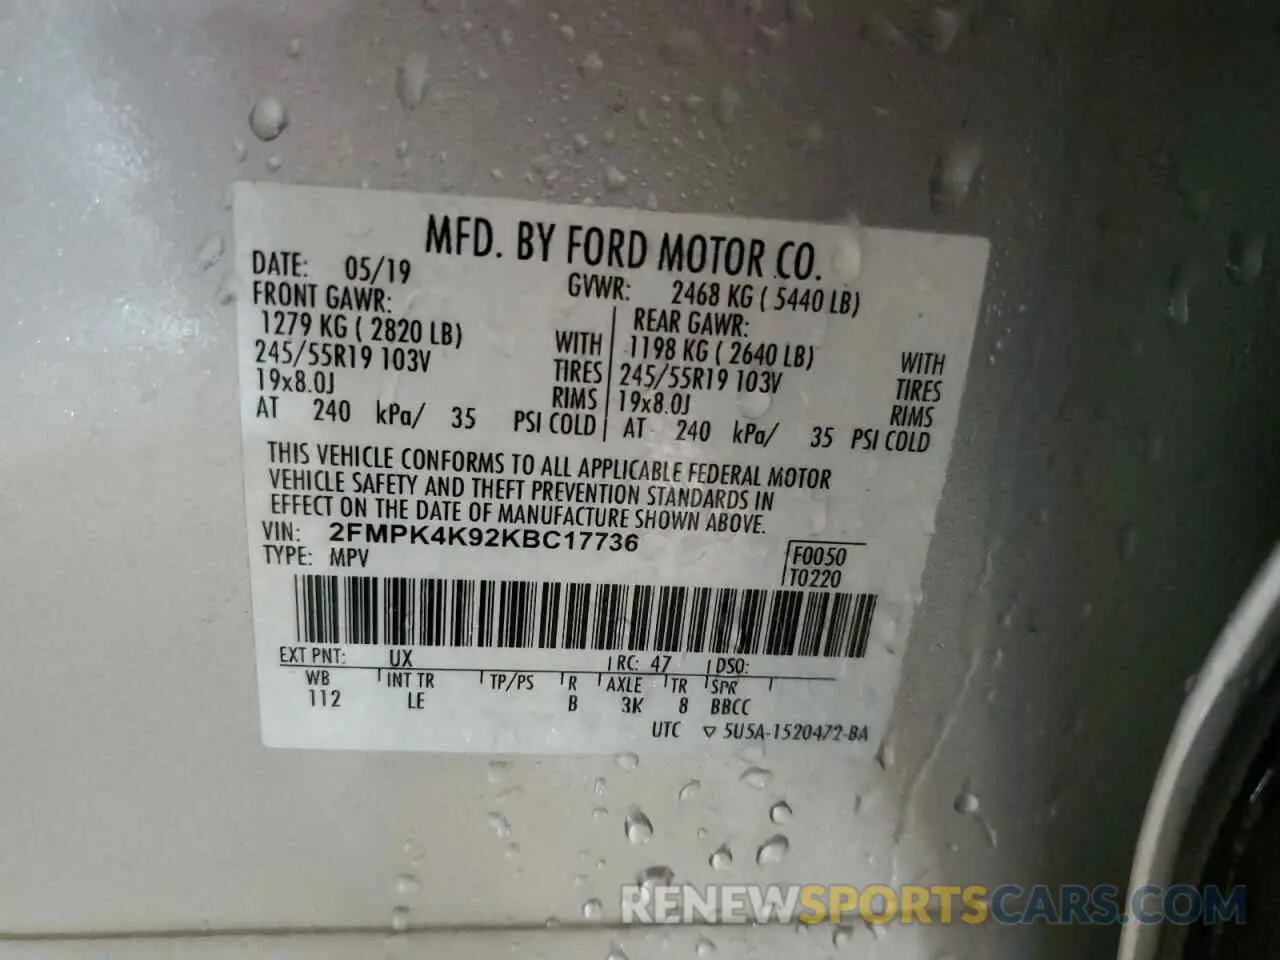 MFD. BY FORD MOTOR CO.
DATE: 05/19 GVWR: 2468 KG ( 5440 LB)
FRONT GAWR: REAR GAWR:
1279 KG ( 2820 LB) WITH 1198 KG ( 2640 LB) WITH
245/55R19 103V TIRES 245/55R19 103V TIRES
19x8.0J RIMS 19x8.0J RIMS
AT 240 kPa/ 35 PSI COLD AT 240 kPa/ 35 PSI COLD
THIS VEHICLE CONFORMS TO ALL APPLICABLE FEDERAL MOTOR
VEHICLE SAFETY AND THEFT PREVENTION STANDARDS IN
EFFECT ON THE DATE OF MANUFACTURE SHOWN ABOVE.
VIN: 2FMPK4K92KBC17736
TYPE: MPV
F0050
T0220
EXT PNT: UX RC: 47 DSO:
WB INT TR TP/PS R AXLE TR SPR
112 LE B 3K 8 BBCC
UTC ▽ 5U5A-1520472-BA
RENEWSPORTSCARS.COM